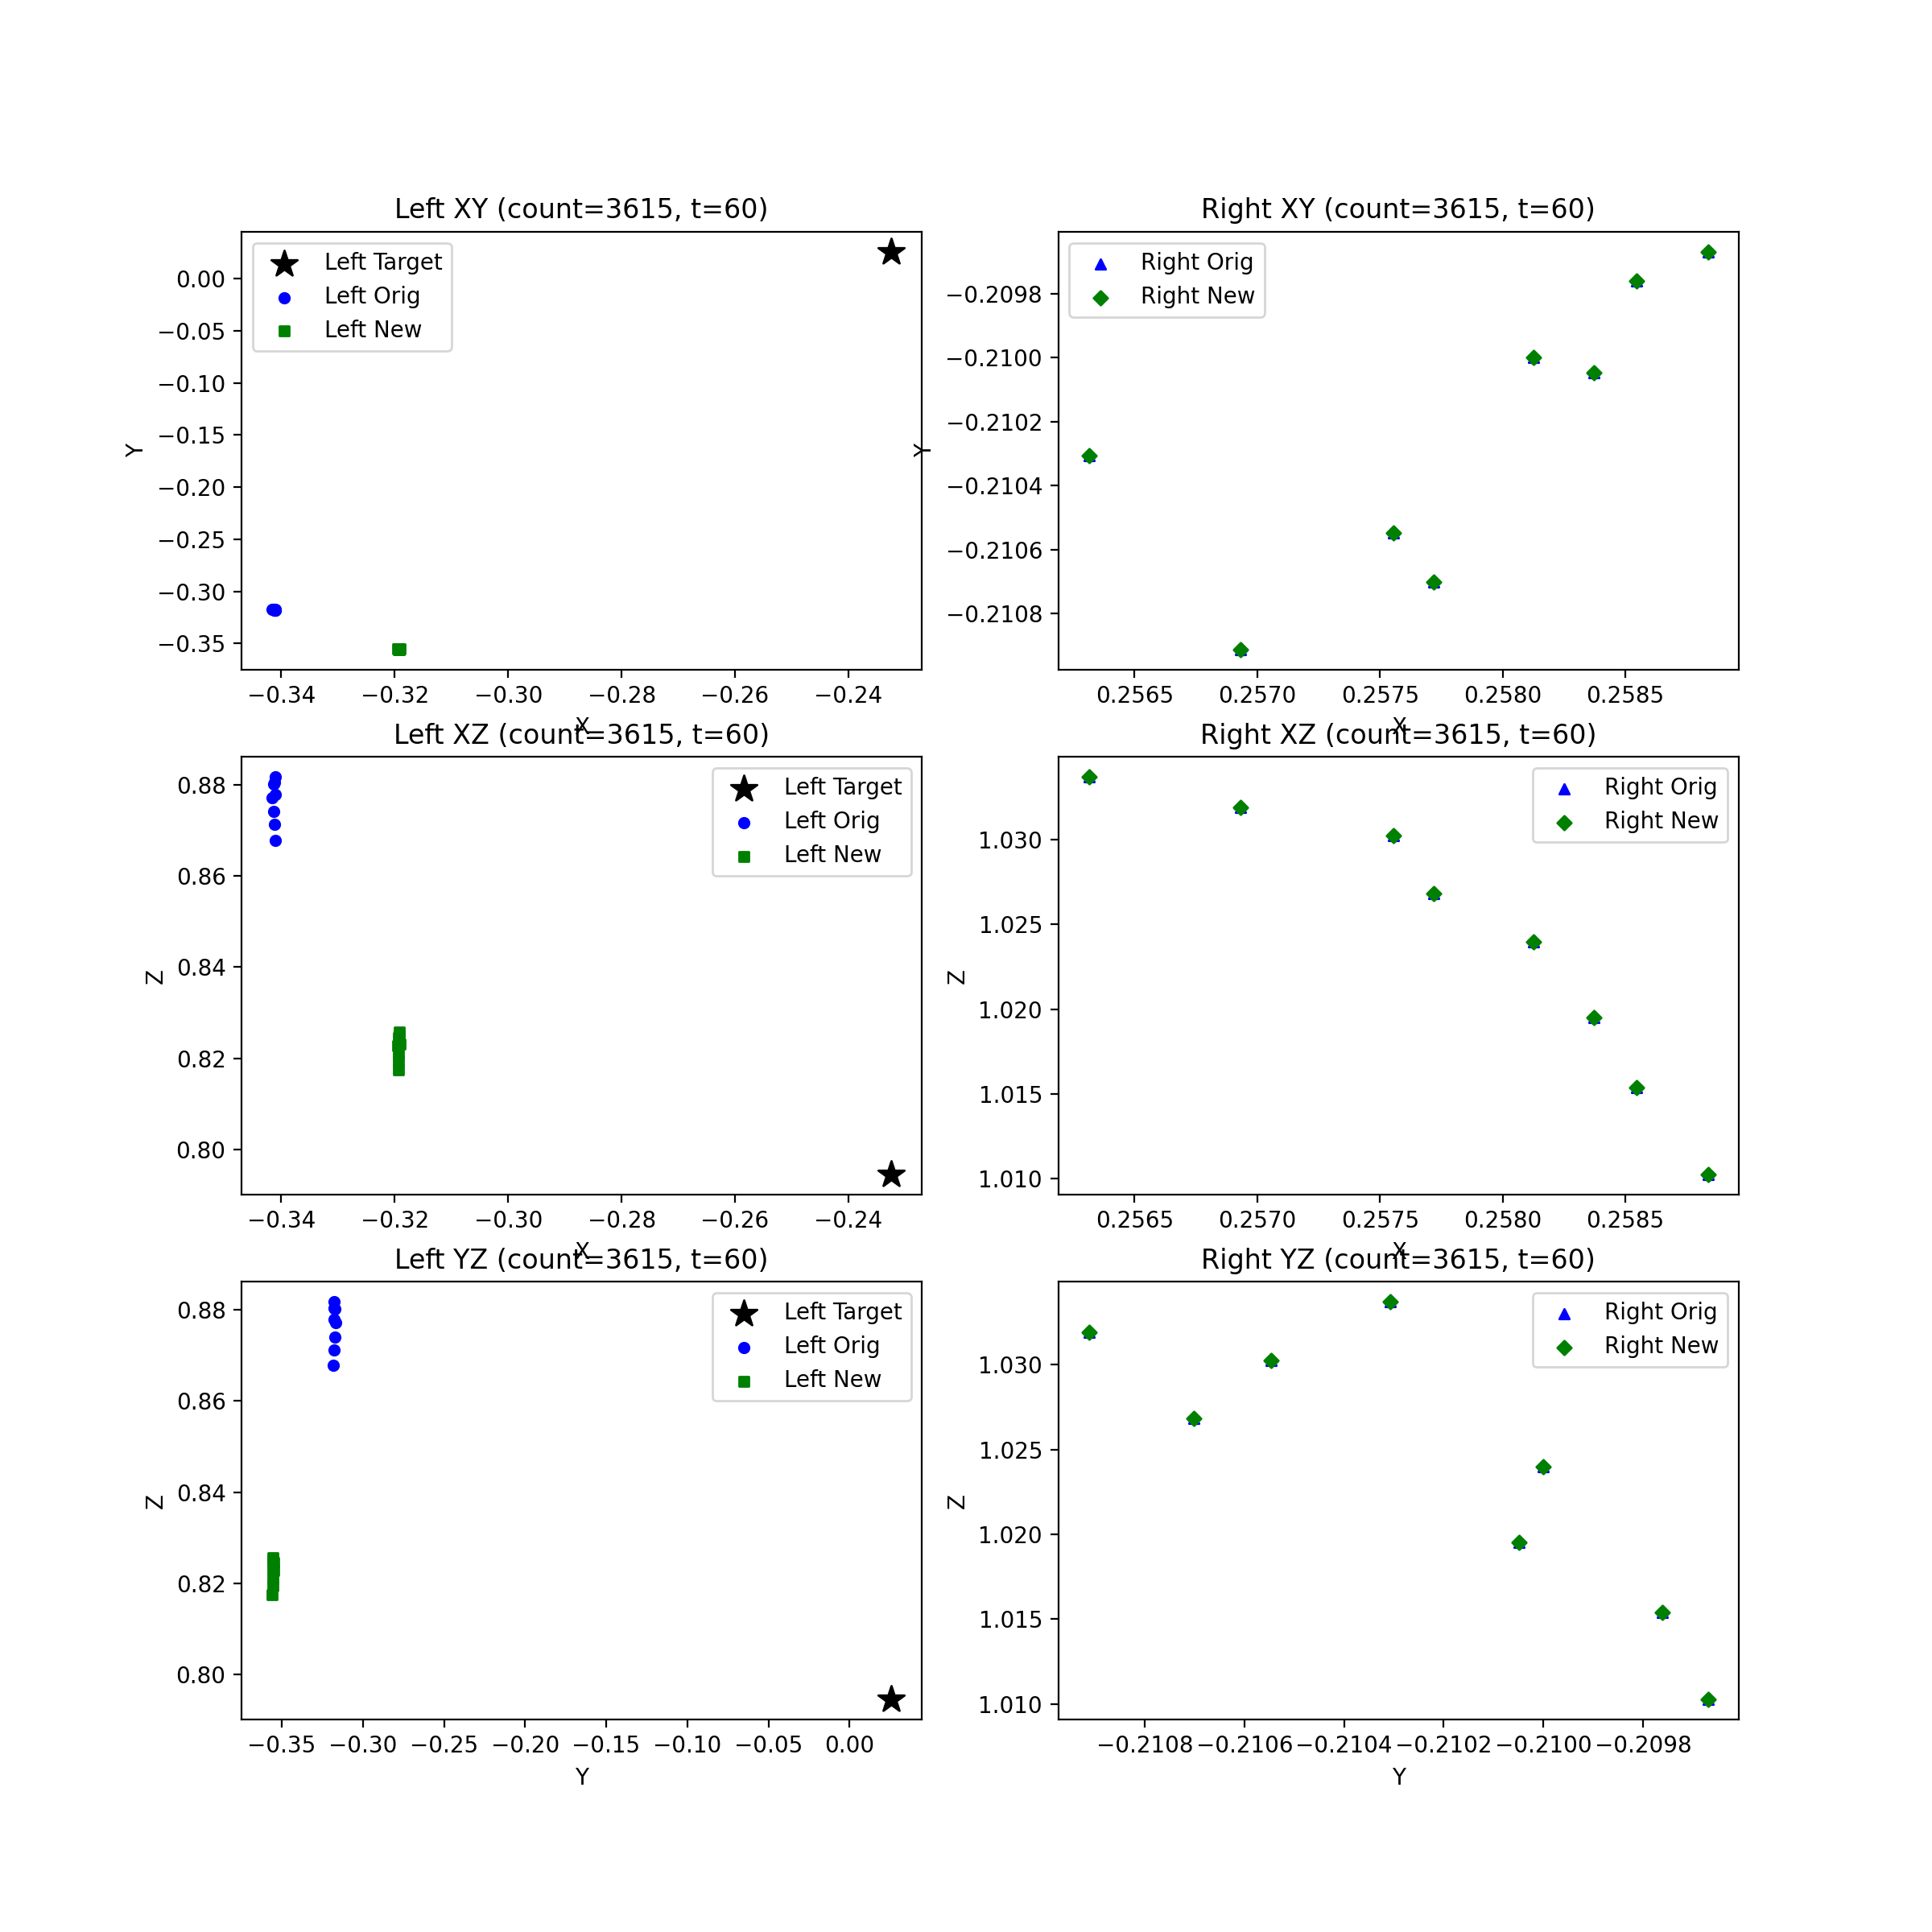 Left XY (count=3615, t=60)
Left Target
Left Orig
Left New
0.00
−0.05
−0.10
−0.15
−0.20
−0.25
−0.30
−0.35
Y
−0.34 −0.32 −0.30 −0.28 −0.26 −0.24
X
Right XY (count=3615, t=60)
Right Orig
Right New
−0.2098
−0.2100
−0.2102
−0.2104
−0.2106
−0.2108
Y
0.2565 0.2570 0.2575 0.2580 0.2585
X
Left XZ (count=3615, t=60)
Left Target
Left Orig
Left New
0.88
0.86
0.84
0.82
0.80
Z
−0.34 −0.32 −0.30 −0.28 −0.26 −0.24
X
Right XZ (count=3615, t=60)
Right Orig
Right New
1.030
1.025
1.020
1.015
1.010
Z
0.2565 0.2570 0.2575 0.2580 0.2585
X
Left YZ (count=3615, t=60)
Left Target
Left Orig
Left New
0.88
0.86
0.84
0.82
0.80
Z
−0.35 −0.30 −0.25 −0.20 −0.15 −0.10 −0.05 0.00
Y
Right YZ (count=3615, t=60)
Right Orig
Right New
1.030
1.025
1.020
1.015
1.010
Z
−0.2108 −0.2106 −0.2104 −0.2102 −0.2100 −0.2098
Y